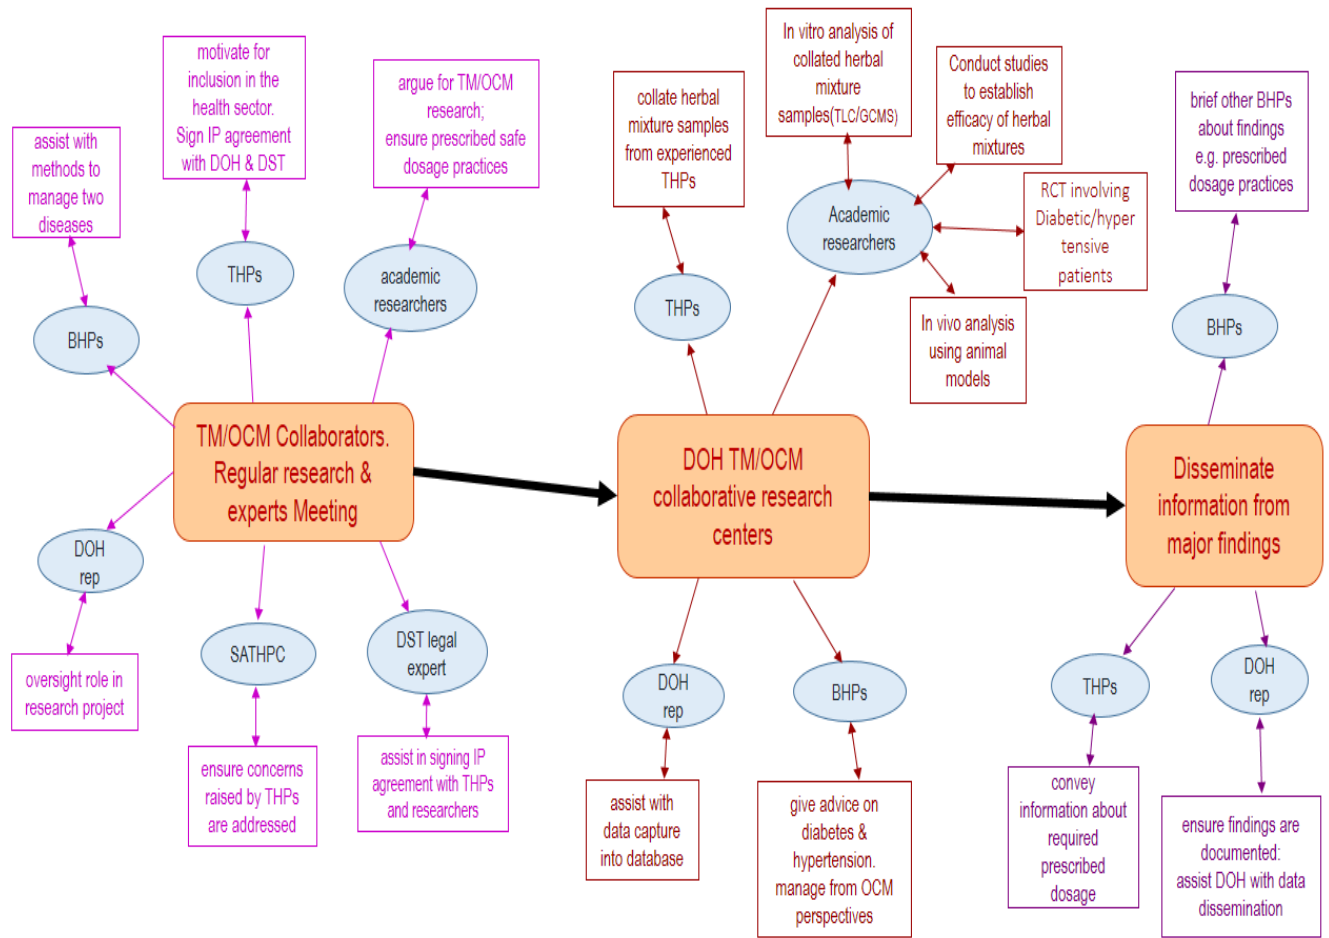 motivate for
inclusion in the
health sector.
Sign IP agreement
with DOH & DST
argue for TM/OCM
research;
ensure prescribed safe
dosage practices
assist with
methods to
manage two
diseases
THPs
academic
researchers
BHPs
TM/OCM Collaborators.
Regular research &
experts Meeting
DOH
rep
SATHPC
DST legal
expert
oversight role in
research project
ensure concerns
raised by THPs
are addressed
assist in signing IP
agreement with THPs
and researchers
collate herbal
mixture samples
from experienced
THPs
In vitro analysis of
collated herbal
mixture
samples(TLC/GCMS)
Conduct studies
to establish
efficacy of herbal
mixtures
RCT involving
Diabetic/hyper
tensive
patients
Academic
researchers
THPs
In vivo analysis
using animal
models
DOH TM/OCM
collaborative research
centers
DOH
rep
BHPs
assist with
data capture
into database
give advice on
diabetes &
hypertension.
manage from OCM
perspectives
brief other BHPs
about findings
e.g. prescribed
dosage practices
BHPs
Disseminate
information from
major findings
THPs
DOH
rep
convey
information about
required
prescribed
dosage
ensure findings are
documented:
assist DOH with data
dissemination